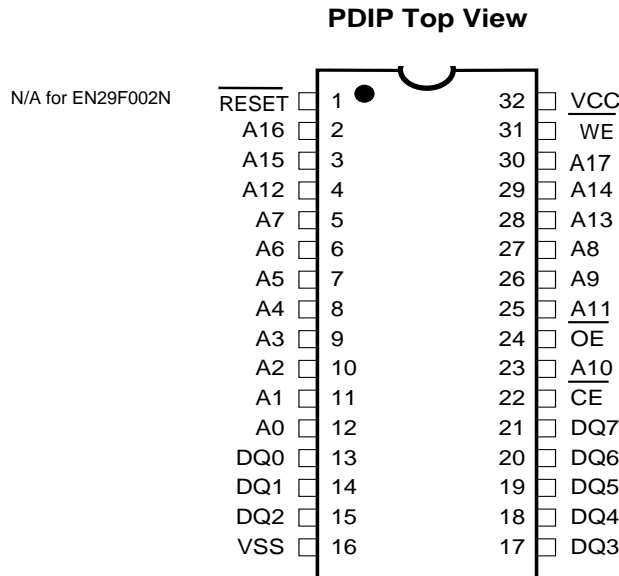 PDIP Top View
N/A for EN29F002N RESET 1 32 VCC
A16 2 31 WE
A15 3 30 A17
A12 4 29 A14
A7 5 28 A13
A6 6 27 A8
A5 7 26 A9
A4 8 25 A11
A3 9 24 OE
A2 10 23 A10
A1 11 22 CE
A0 12 21 DQ7
DQ0 13 20 DQ6
DQ1 14 19 DQ5
DQ2 15 18 DQ4
VSS 16 17 DQ3